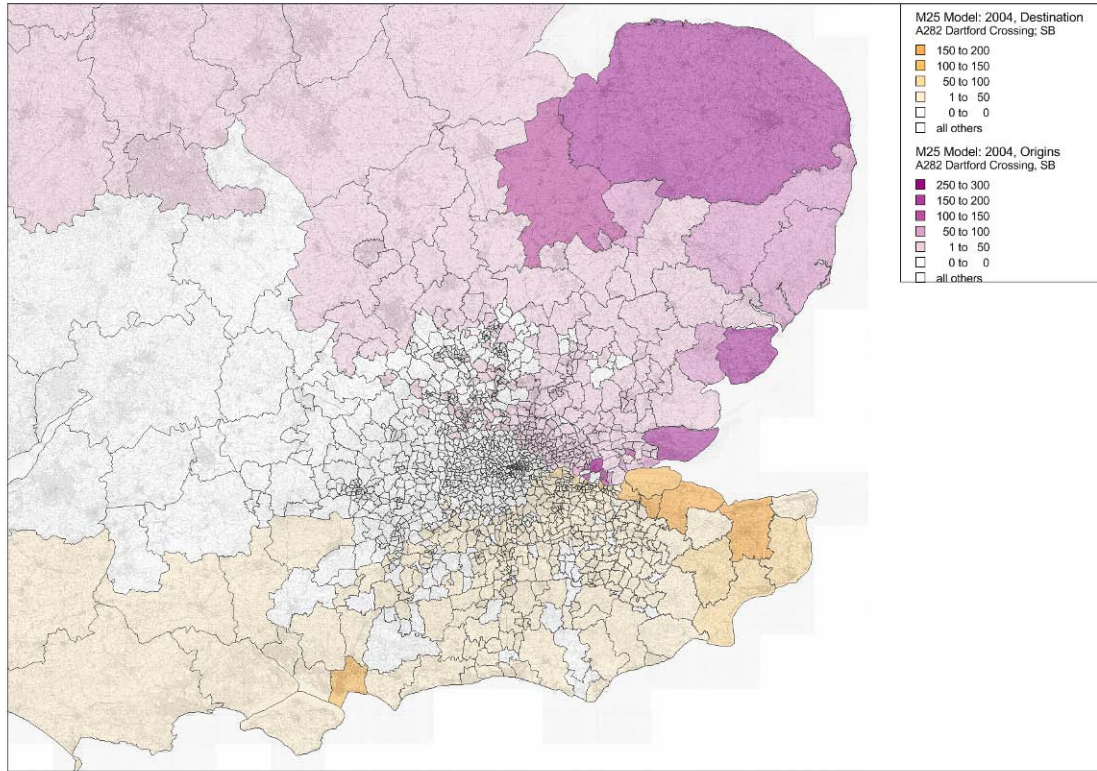 M25 Model: 2004, Destination
A282 Dartford Crossing; SB
150 to 200
100 to 150
50 to 100
1 to 50
0 to 0
all others
M25 Model: 2004, Origins
A282 Dartford Crossing, SB
250 to 300
150 to 200
100 to 150
50 to 100
1 to 50
0 to 0
all others